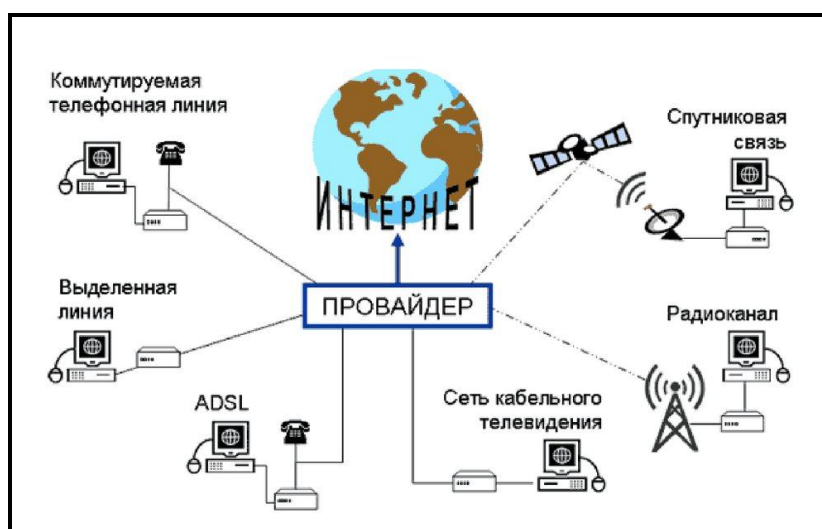 Коммутируемая
телефонная линия
ИНТЕРНЕТ
Спутниковая
связь
Выделенная
линия
ПРОВАЙДЕР
Радиоканал
ADSL
Сеть кабельного
телевидения